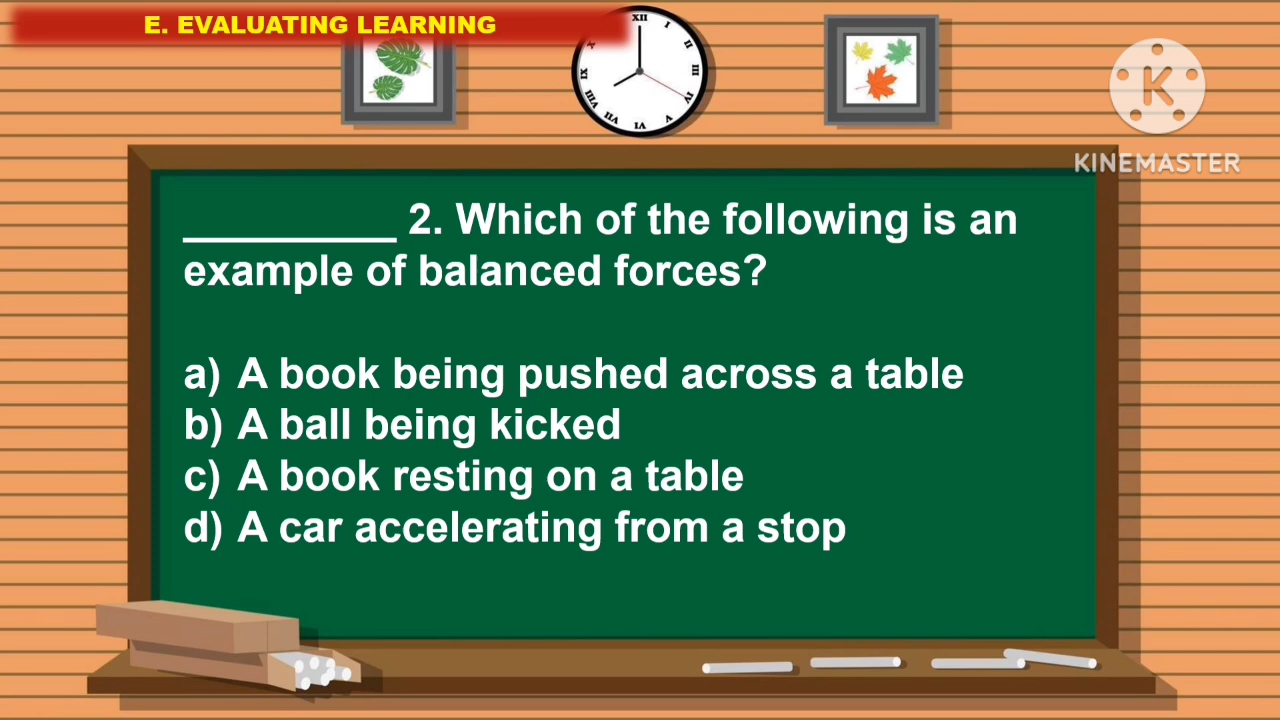 E. EVALUATING LEARNING
KINEMASTER
_________ 2. Which of the following is an
example of balanced forces?
a) A book being pushed across a table
b) A ball being kicked
c) A book resting on a table
d) A car accelerating from a stop